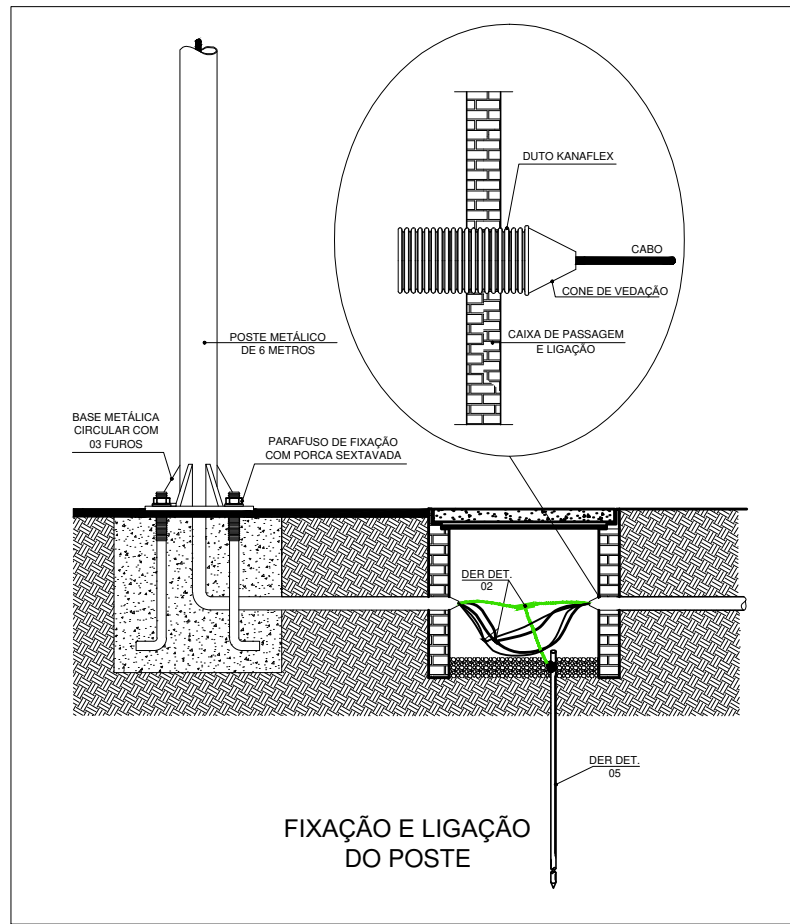 DUTO KANAFLEX
CABO
CONE DE VEDAÇÃO
CAIXA DE PASSAGEM
E LIGAÇÃO
POSTE METÁLICO
DE 6 METROS
BASE METÁLICA
CIRCULAR COM
03 FUROS
PARAFUSO DE FIXAÇÃO
COM PORCA SEXTAVADA
DER DET.
02
DER DET.
05
FIXAÇÃO E LIGAÇÃO
DO POSTE